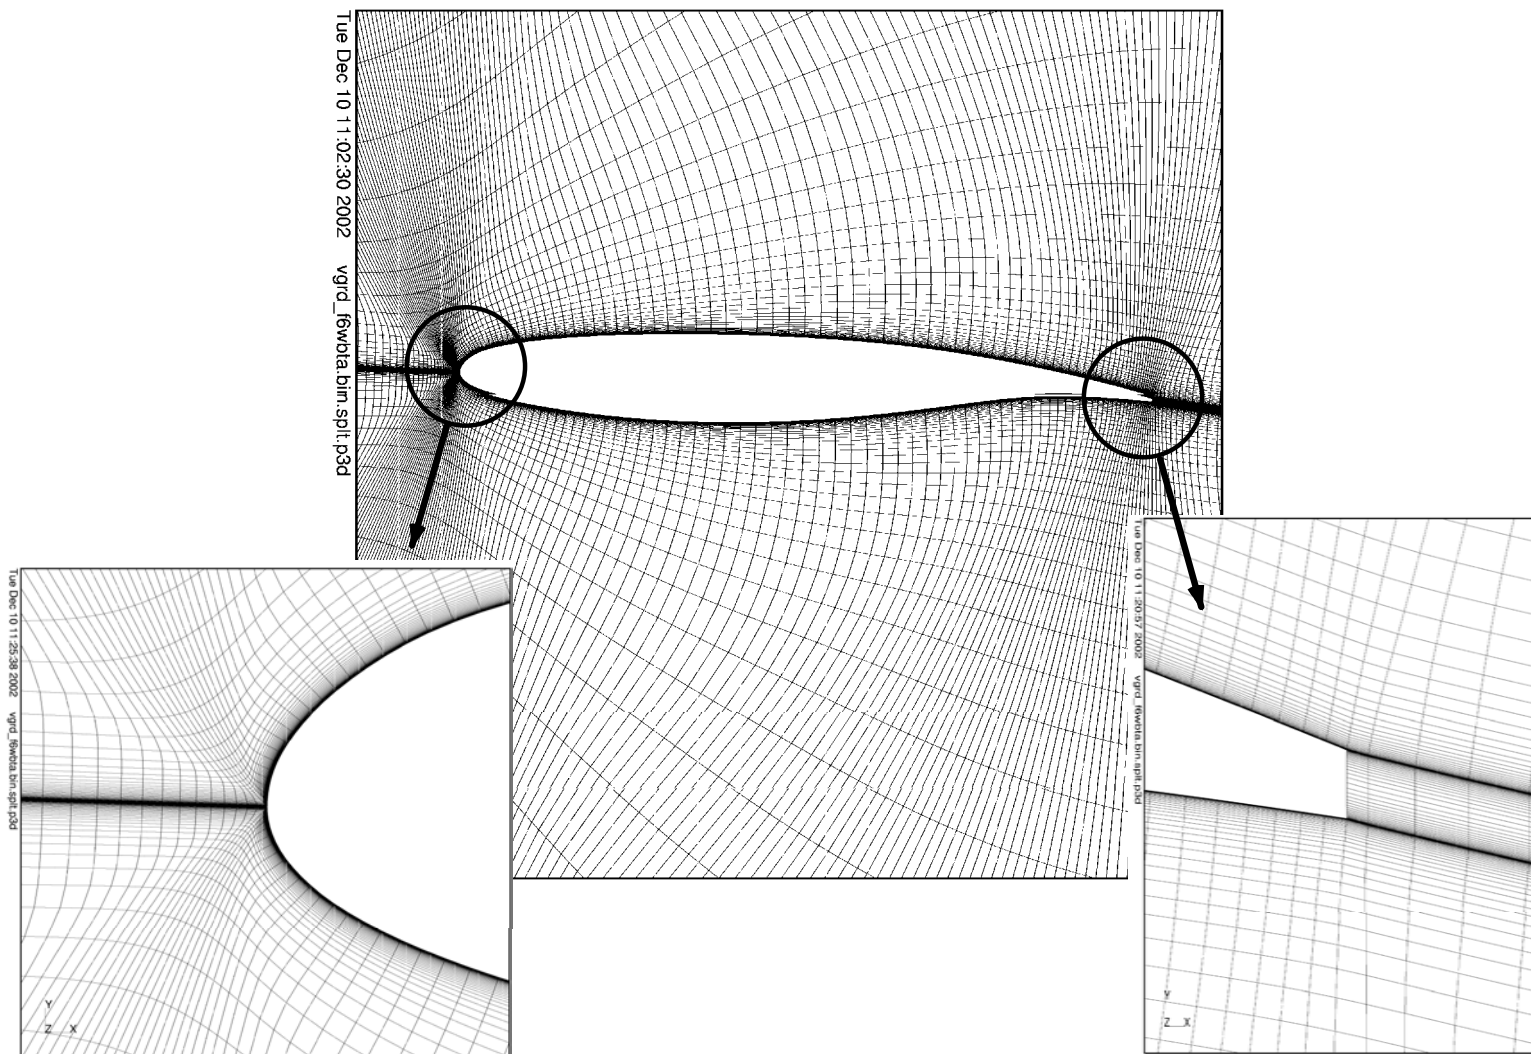 Tue Dec 10 11:02:30 2002 vgrd_f6wbta.bin.splt.p3d
Tue Dec 10 11:25:38 2002 vgrd_f6wbta.bin.splt.p3d
Y
Z X
Tue Dec 10 11:20:57 2002 vgrd_f6wbta.bin.splt.p3d
Y
Z X